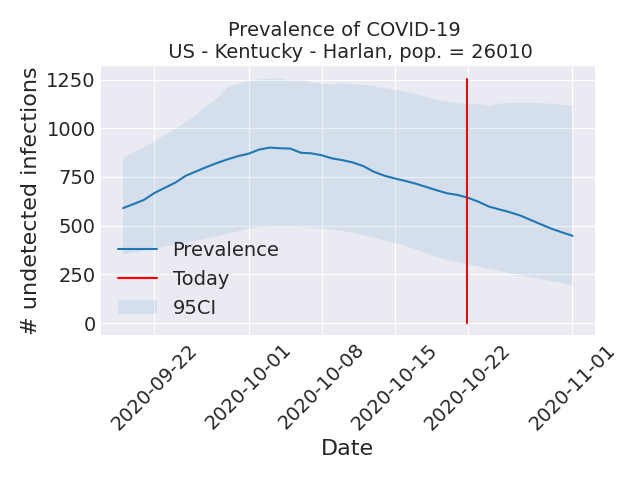 Prevalence of COVID-19
US - Kentucky - Harlan, pop. = 26010
# undetected infections
1250
1000
750
500
250
0
Prevalence
Today
95CI
2020-09-22
2020-10-01
2020-10-08
2020-10-15
2020-10-22
2020-11-01
Date